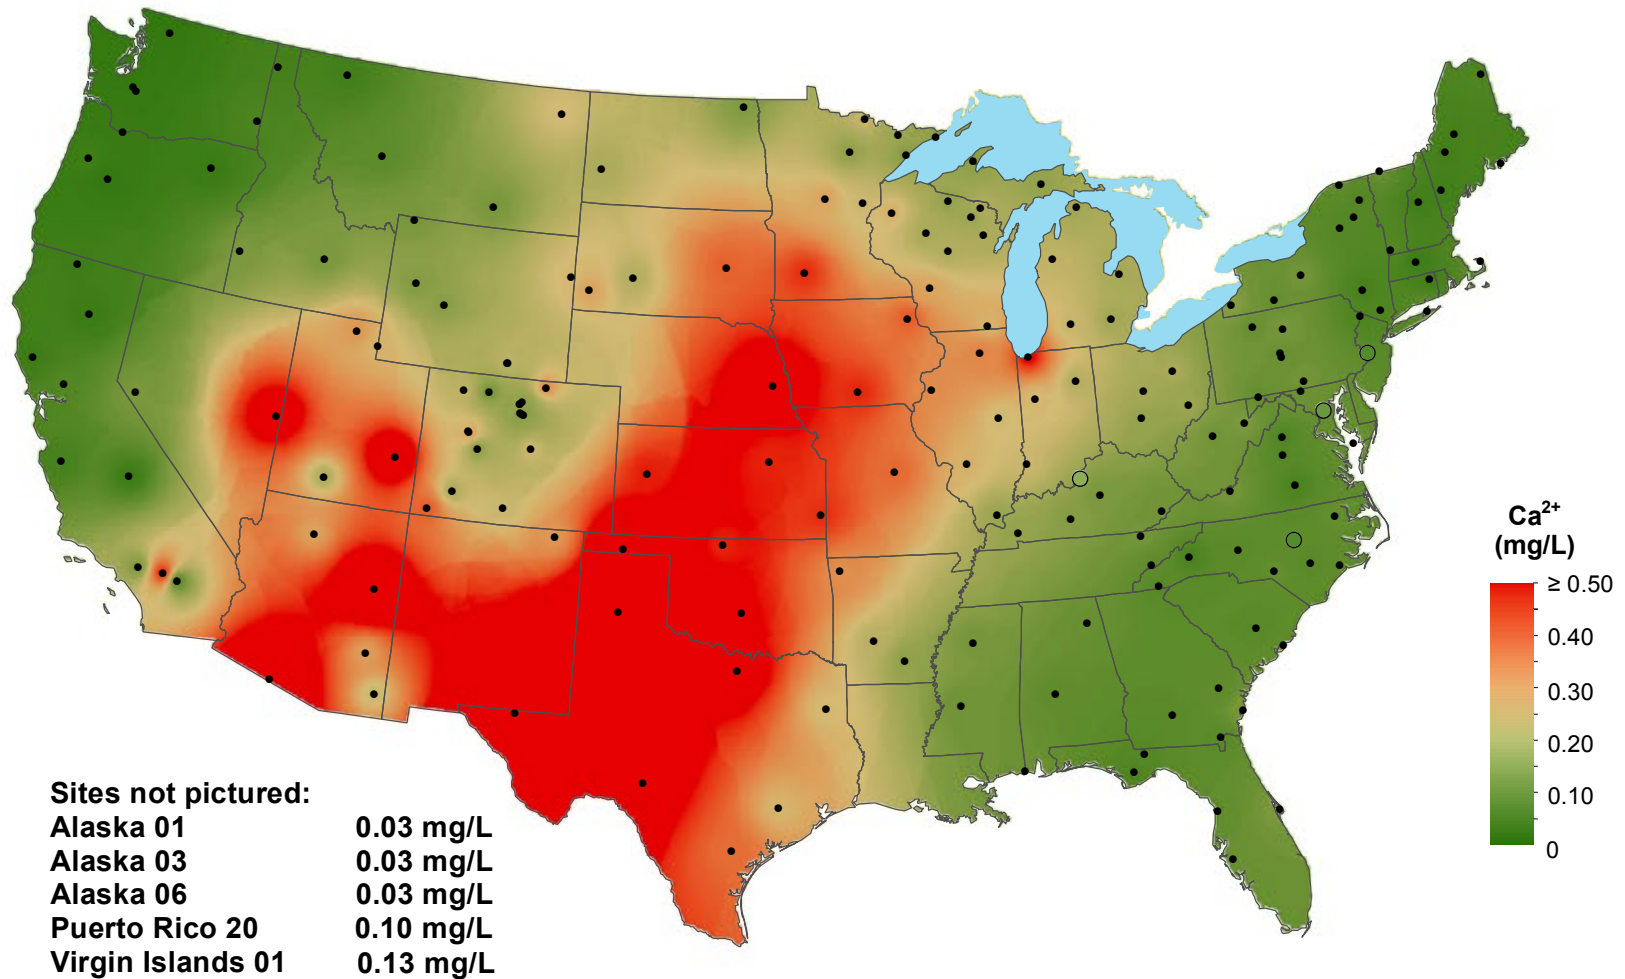 Ca²⁺
(mg/L)
≥ 0.50
0.40
0.30
0.20
0.10
0
Sites not pictured:
Alaska 01 0.03 mg/L
Alaska 03 0.03 mg/L
Alaska 06 0.03 mg/L
Puerto Rico 20 0.10 mg/L
Virgin Islands 01 0.13 mg/L